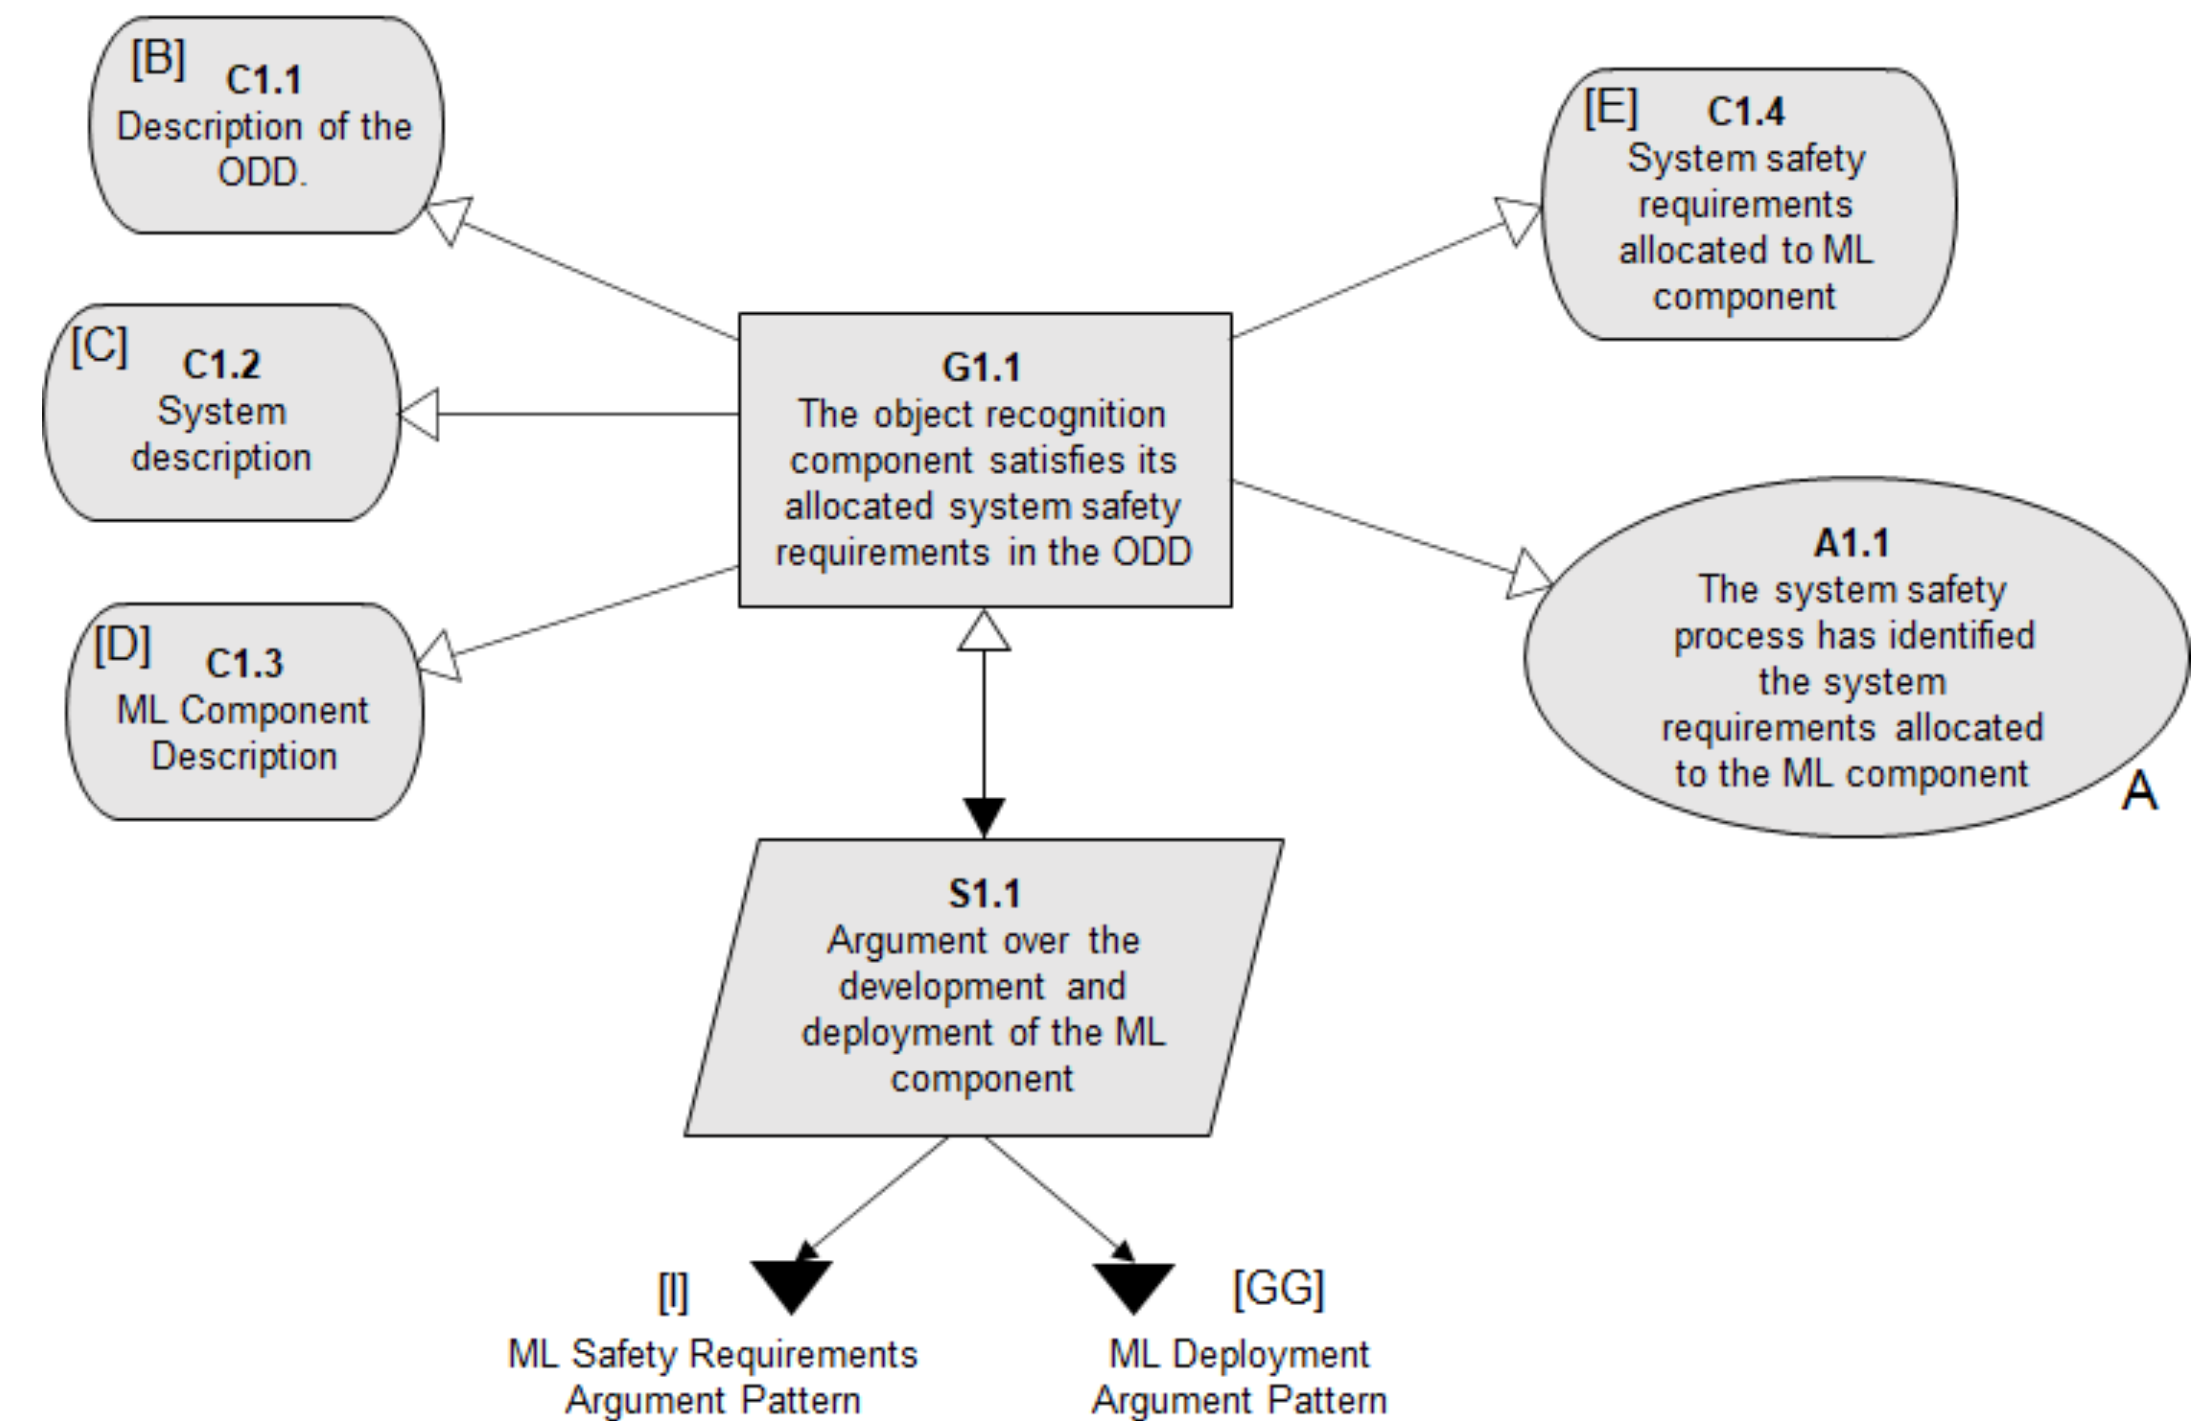 [B]
C1.1
Description of the
ODD.
[C]
C1.2
System
description
[D]
C1.3
ML Component
Description
G1.1
The object recognition
component satisfies its
allocated system safety
requirements in the ODD
[E]
C1.4
System safety
requirements
allocated to ML
component
A1.1
The system safety
process has identified
the system
requirements allocated
to the ML component
A
S1.1
Argument over the
development and
deployment of the ML
component
[I]
ML Safety Requirements
Argument Pattern
[GG]
ML Deployment
Argument Pattern